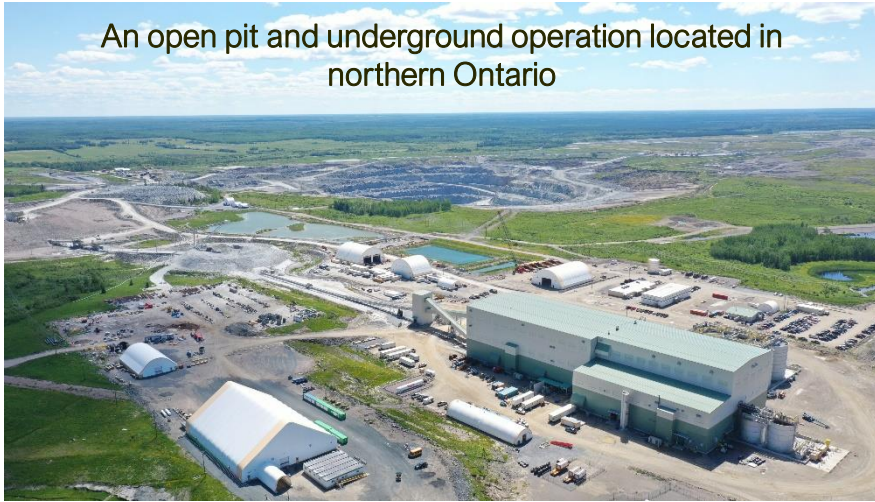 An open pit and underground operation located in
northern Ontario